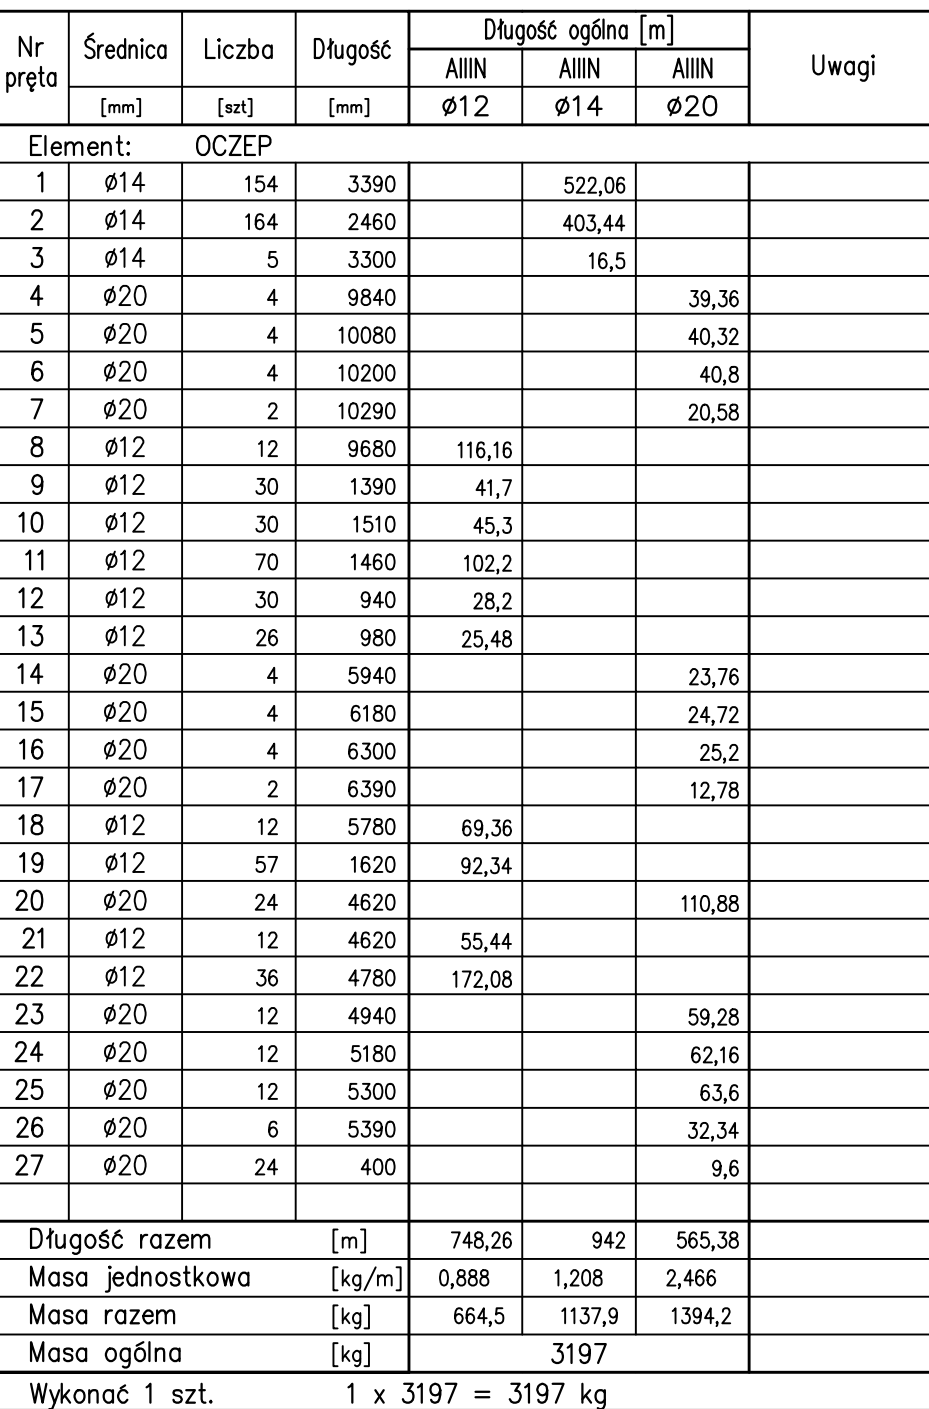 Nr pręta Średnica Liczba Długość Długość ogólna [m] Uwagi
AIIIN AIIIN AIIIN
[mm] [szt] [mm] ø12 ø14 ø20
Element: OCZEP
1 ø14 154 3390 522,06
2 ø14 164 2460 403,44
3 ø14 5 3300 16,5
4 ø20 4 9840 39,36
5 ø20 4 10080 40,32
6 ø20 4 10200 40,8
7 ø20 2 10290 20,58
8 ø12 12 9680 116,16
9 ø12 30 1390 41,7
10 ø12 30 1510 45,3
11 ø12 70 1460 102,2
12 ø12 30 940 28,2
13 ø12 26 980 25,48
14 ø20 4 5940 23,76
15 ø20 4 6180 24,72
16 ø20 4 6300 25,2
17 ø20 2 6390 12,78
18 ø12 12 5780 69,36
19 ø12 57 1620 92,34
20 ø20 24 4620 110,88
21 ø12 12 4620 55,44
22 ø12 36 4780 172,08
23 ø20 12 4940 59,28
24 ø20 12 5180 62,16
25 ø20 12 5300 63,6
26 ø20 6 5390 32,34
27 ø20 24 400 9,6
Długość razem [m] 748,26 942 565,38
Masa jednostkowa [kg/m] 0,888 1,208 2,466
Masa razem [kg] 664,5 1137,9 1394,2
Masa ogólna [kg] 3197
Wykonać 1 szt. 1 x 3197 = 3197 kg